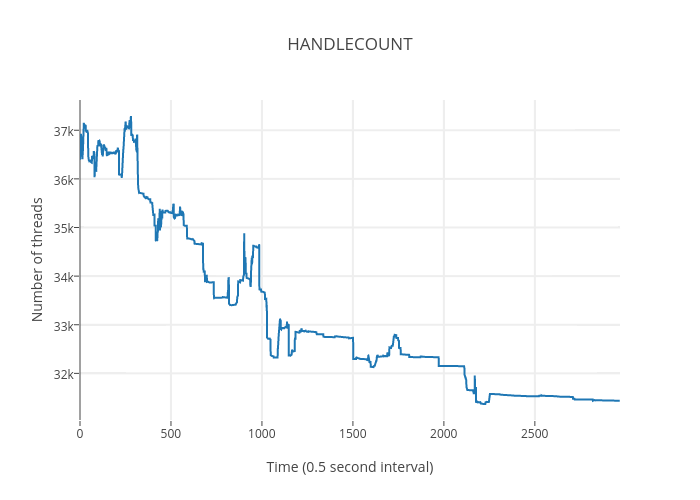 HANDLECOUNT
Number of threads
37k
36k
35k
34k
33k
32k
0 500 1000 1500 2000 2500
Time (0.5 second interval)